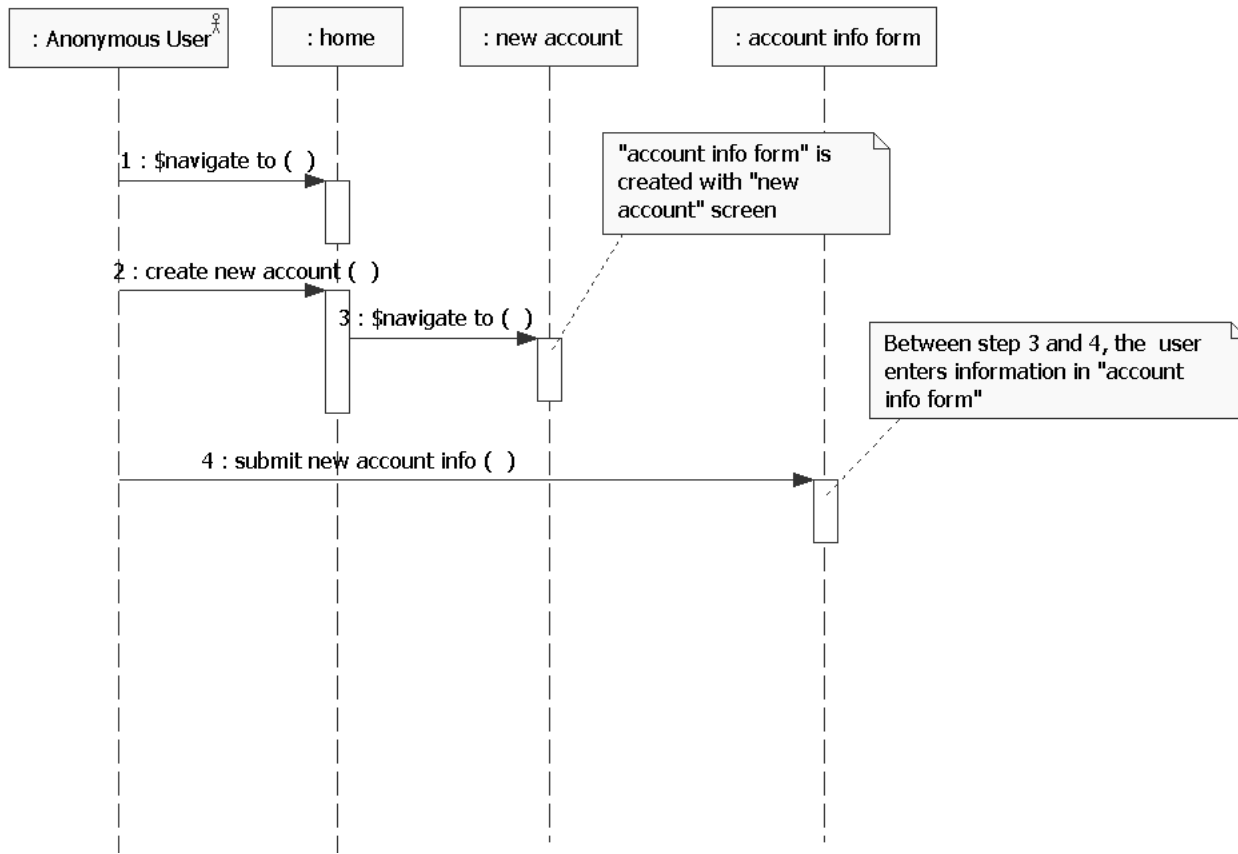 : Anonymous User
: home
: new account
: account info form
"account info form" is
created with "new
account" screen
1 : $navigate to (  )
2 : create new account (  )
3 : $navigate to (  )
Between step 3 and 4, the  user
enters information in "account
info form"
4 : submit new account info (  )